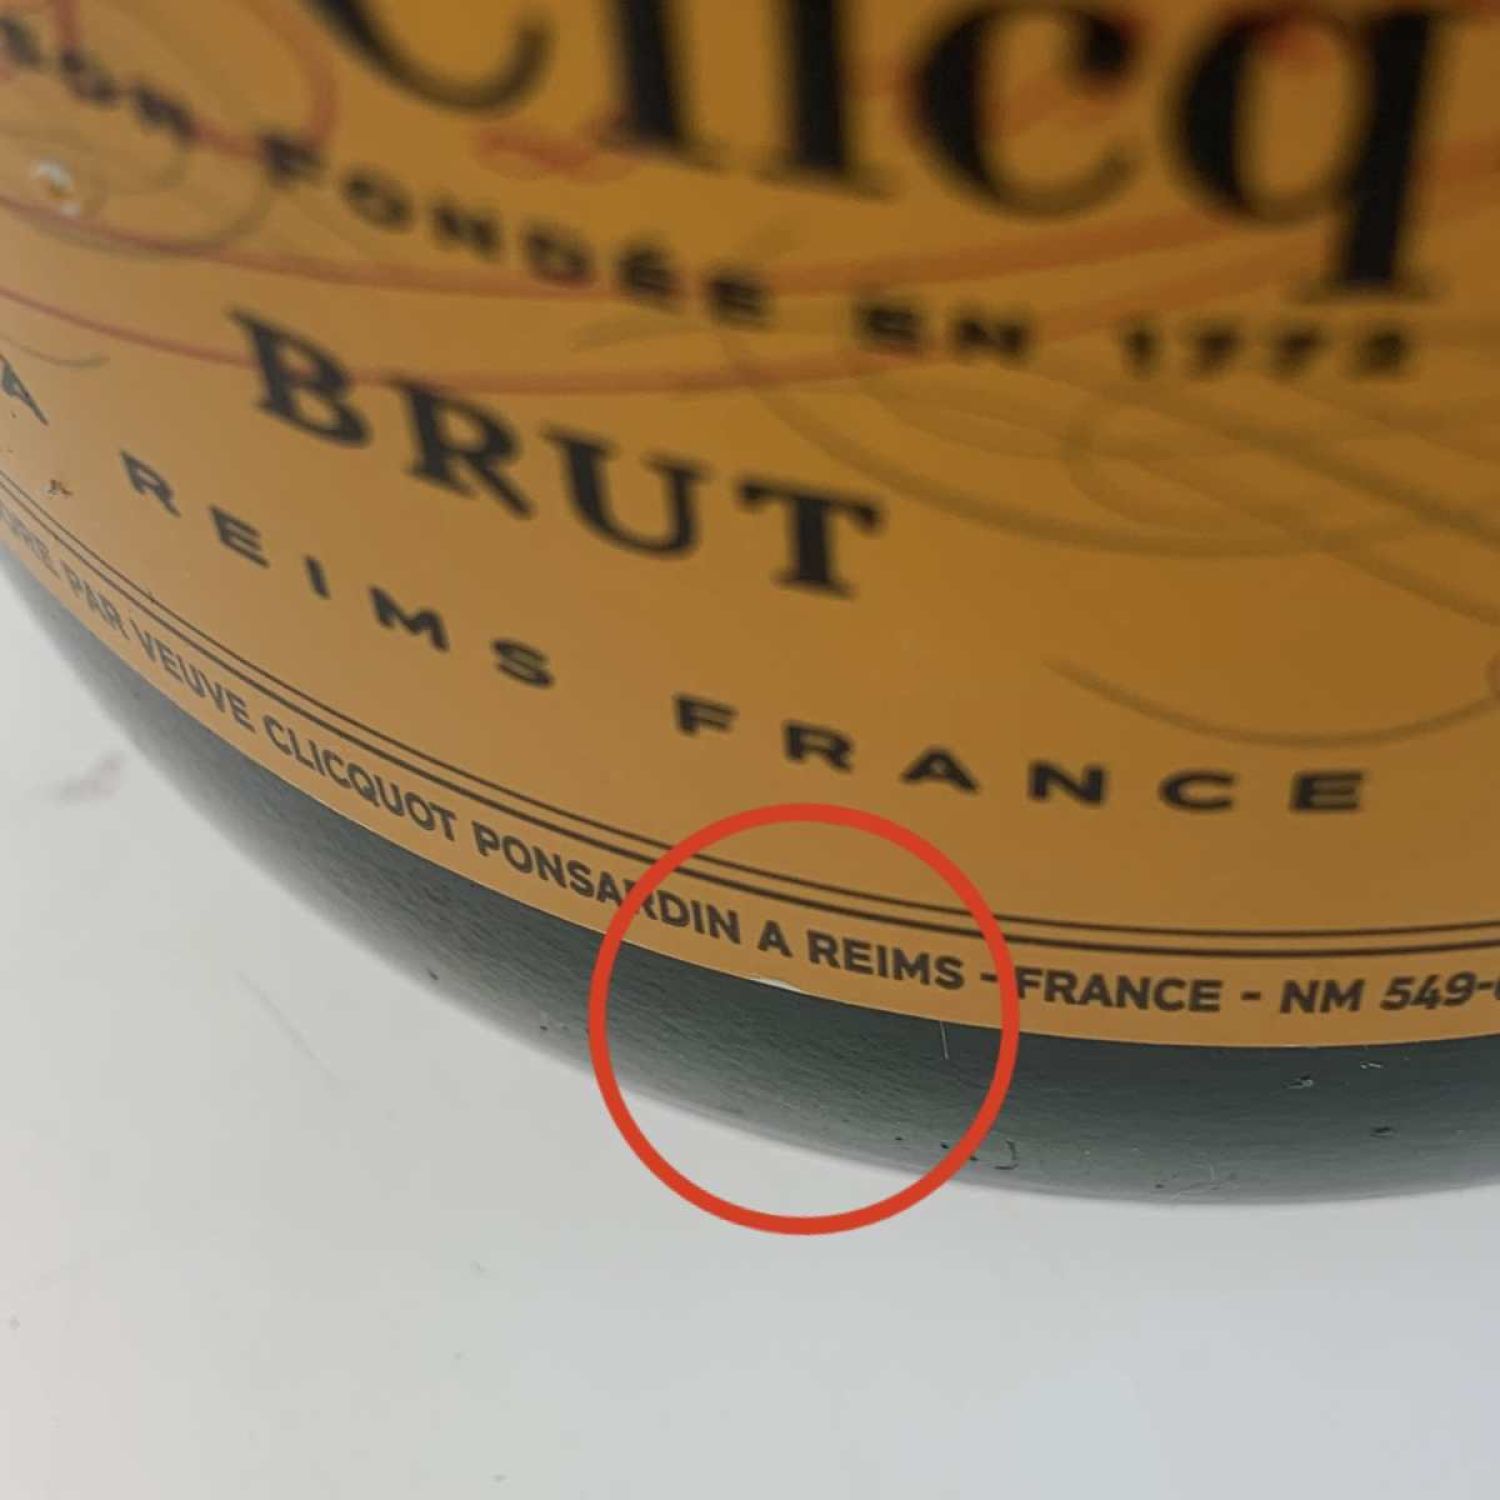 Clicq
FONDÉE EN 1772
BRUT
A REIMS FRANCE
PAR VEUVE CLICQUOT PONSARDIN A REIMS - FRANCE - NM 549-